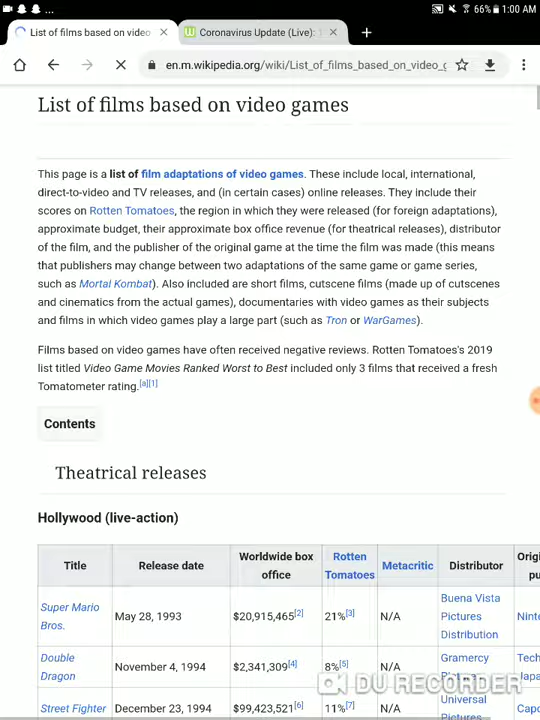 66% 1:00 AM
List of films based on video
Coronavirus Update (Live):
en.m.wikipedia.org/wiki/List_of_films_based_on_video_g
List of films based on video games
This page is a list of film adaptations of video games. These include local, international,
direct-to-video and TV releases, and (in certain cases) online releases. They include their
scores on Rotten Tomatoes, the region in which they were released (for foreign adaptations),
approximate budget, their approximate box office revenue (for theatrical releases), distributor
of the film, and the publisher of the original game at the time the film was made (this means
that publishers may change between two adaptations of the same game or game series,
such as Mortal Kombat). Also included are short films, cutscene films (made up of cutscenes
and cinematics from the actual games), documentaries with video games as their subjects
and films in which video games play a large part (such as Tron or WarGames).
Films based on video games have often received negative reviews. Rotten Tomatoes's 2019
list titled Video Game Movies Ranked Worst to Best included only 3 films that received a fresh
Tomatometer rating.[a][1]
Contents
Theatrical releases
Hollywood (live-action)
Title Release date Worldwide box office Rotten Tomatoes Metacritic Distributor Origi pu
Super Mario Bros. May 28, 1993 $20,915,465[2] 21%[3] N/A Buena Vista Pictures Distribution Nint
Double Dragon November 4, 1994 $2,341,309[4] 8%[5] N/A Gramercy Pictures Tech Japa
Street Fighter December 23, 1994 $99,423,521[6] 11%[7] N/A Universal Pictures Capc
DU RECORDER